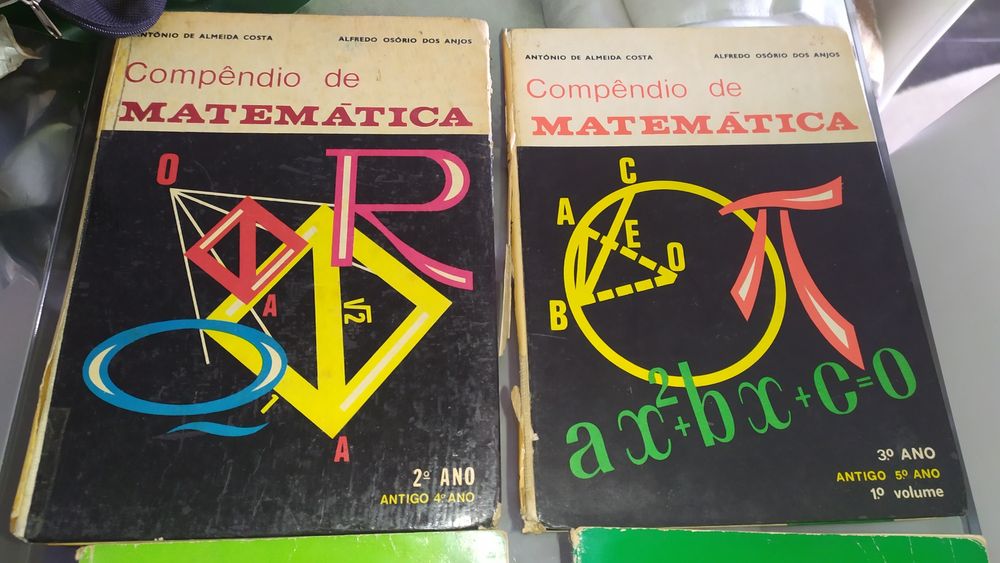 ANTÓNIO DE ALMEIDA COSTA
ALFREDO OSÓRIO DOS ANJOS
Compêndio de
MATEMÁTICA
O
R
A
√2
Q
1
A
2º ANO
ANTIGO 4º ANO
ANTÓNIO DE ALMEIDA COSTA
ALFREDO OSÓRIO DOS ANJOS
Compêndio de
MATEMÁTICA
C
A
E
O
B
π
ax²+bx+c=0
3º ANO
ANTIGO 5º ANO
1º volume